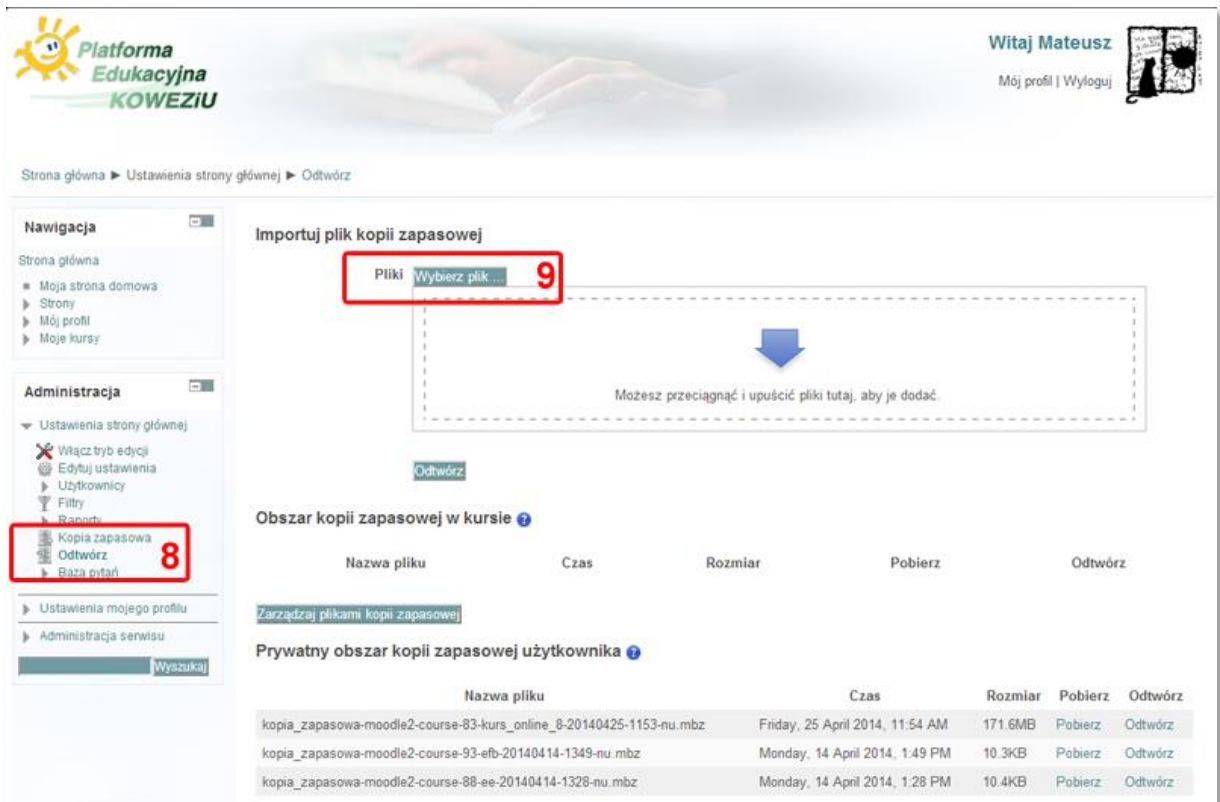 Platforma
Edukacyjna
KOWEZiU
Witaj Mateusz
Mój profil | Wyloguj
Strona główna ► Ustawienia strony głównej ► Odtwórz
Nawigacja
Strona główna
Moja strona domowa
Strony
Mój profil
Moje kursy
Administracja
Ustawienia strony głównej
Włącz tryb edycji
Edytuj ustawienia
Użytkownicy
Filtry
Raporty
Kopia zapasowa
Odtwórz
8
Baza pytań
Ustawienia mojego profilu
Administracja serwisu
Wyszukaj
Importuj plik kopii zapasowej
Pliki Wybierz plik ... 9
Możesz przeciągnąć i upuścić pliki tutaj, aby je dodać.
Odtwórz
Obszar kopii zapasowej w kursie
Nazwa pliku Czas Rozmiar Pobierz Odtwórz
Zarządzaj plikami kopii zapasowej
Prywatny obszar kopii zapasowej użytkownika
Nazwa pliku Czas Rozmiar Pobierz Odtwórz
kopia_zapasowa-moodle2-course-83-kurs_online_8-20140425-1153-nu.mbz Friday, 25 April 2014, 11:54 AM 171.6MB Pobierz Odtwórz
kopia_zapasowa-moodle2-course-93-efb-20140414-1349-nu.mbz Monday, 14 April 2014, 1:49 PM 10.3KB Pobierz Odtwórz
kopia_zapasowa-moodle2-course-88-ee-20140414-1328-nu.mbz Monday, 14 April 2014, 1:28 PM 10.4KB Pobierz Odtwórz